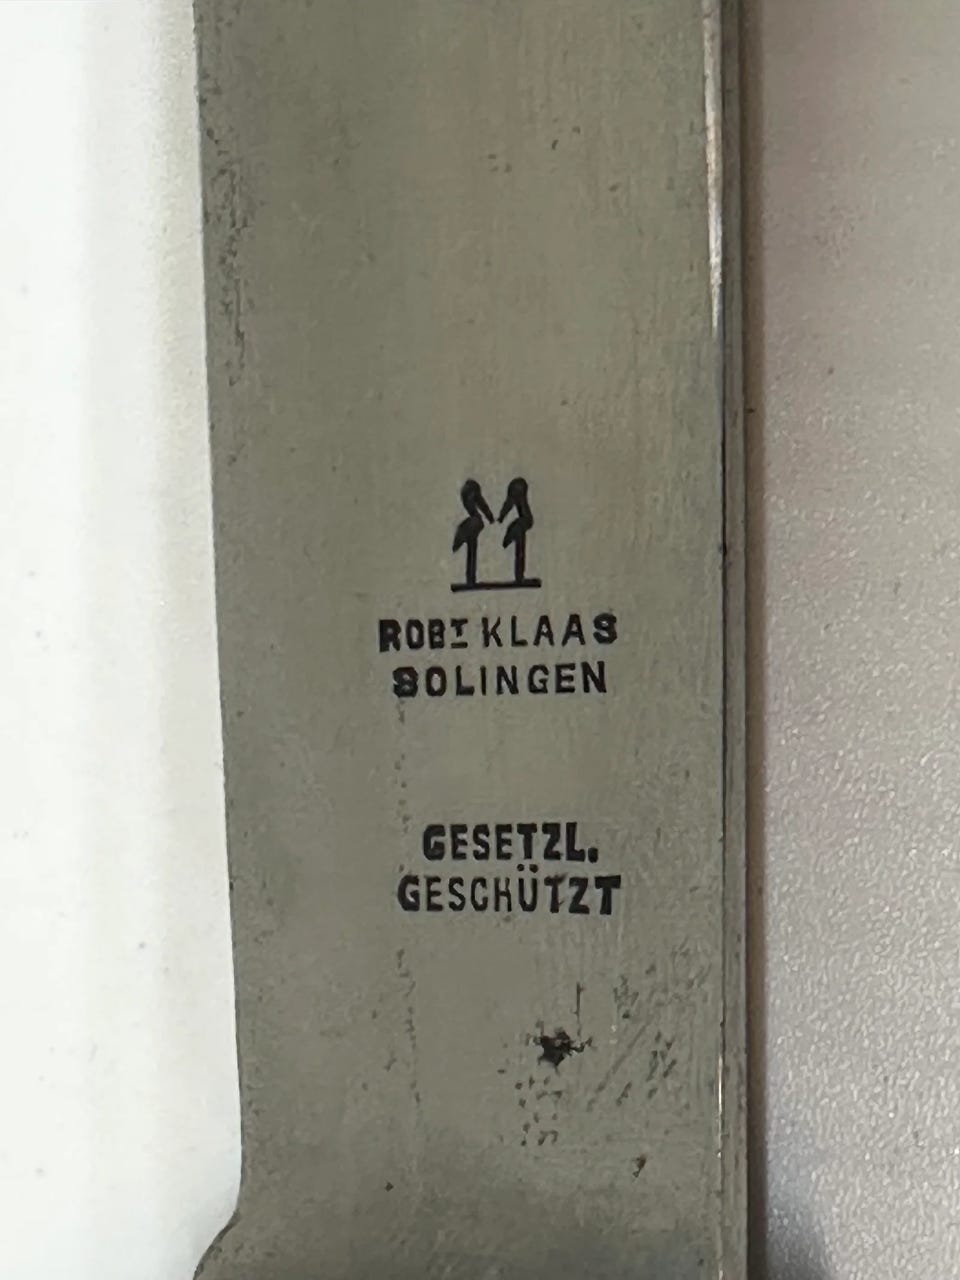 ROBT KLAAS
SOLINGEN
GESETZL.
GESCHÜTZT